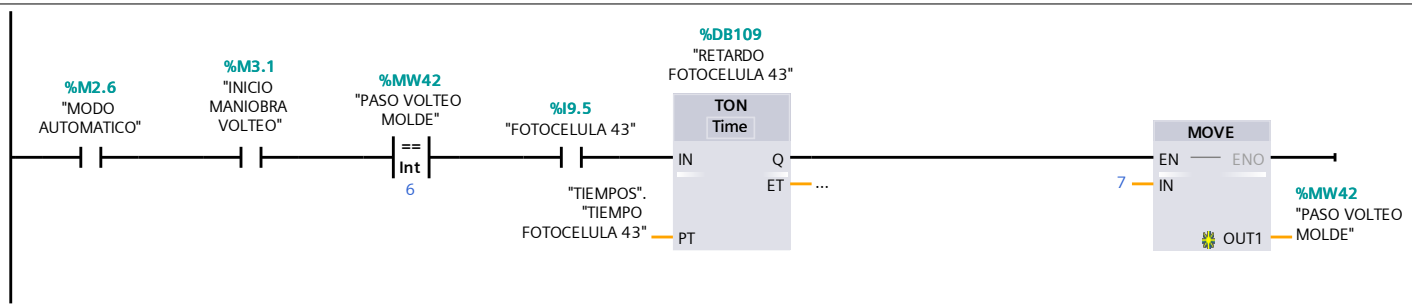 %M2.6
"MODO
AUTOMATICO"
%M3.1
"INICIO
MANIOBRA
VOLTEO"
%MW42
"PASO VOLTEO
MOLDE"
==
Int
6
%I9.5
"FOTOCELULA 43"
%DB109
"RETARDO
FOTOCELULA 43"
TON
Time
IN
Q
ET
...
"TIEMPOS".
"TIEMPO
FOTOCELULA 43"
PT
MOVE
EN
ENO
7
IN
OUT1
%MW42
"PASO VOLTEO
MOLDE"